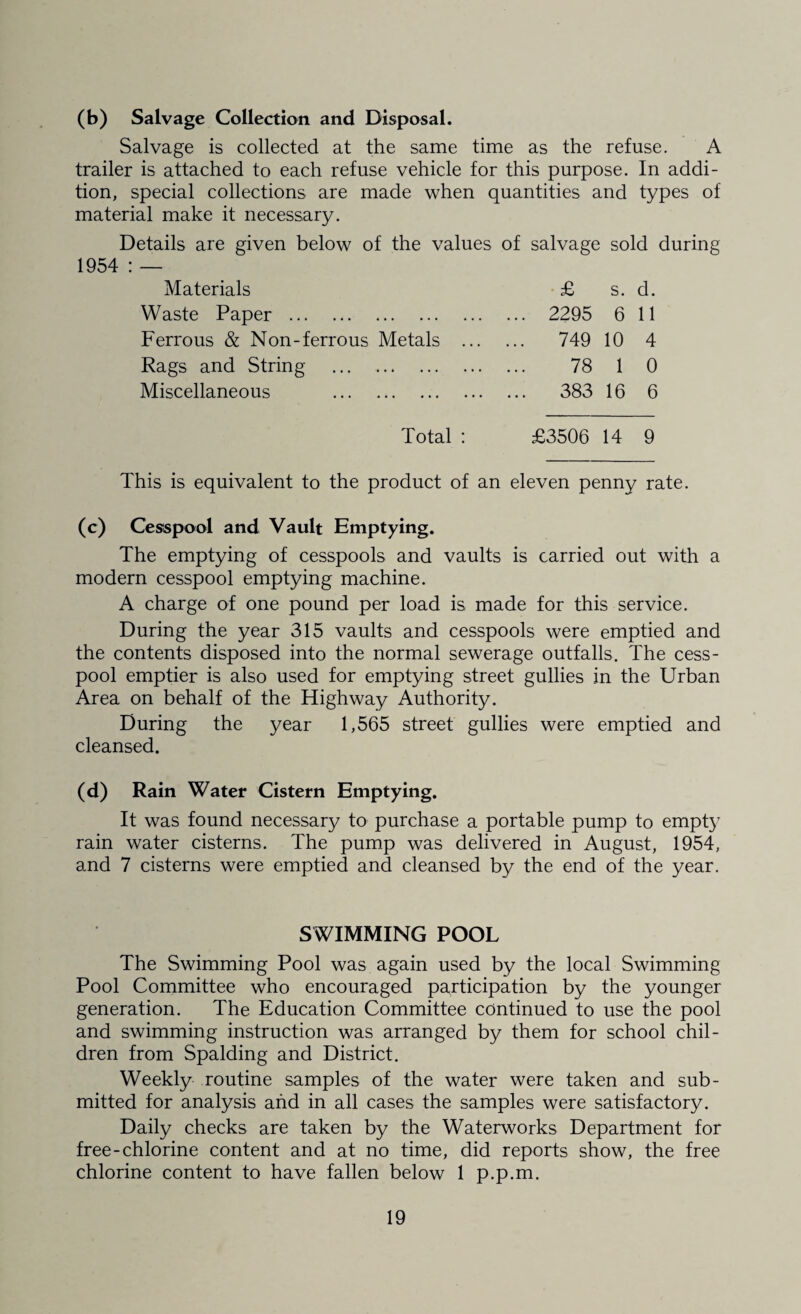 (b) Salvage Collection and Disposal.
Salvage is collected at the same time as the refuse. A
trailer is attached to each refuse vehicle for this purpose. In addi-
tion, special collections are made when quantities and types of
material make it necessary.
Details are given below of the values of salvage sold during
1954 : —
Materials £ s. d.
Waste Paper ... ... ... ... ... ... 2295 6 11
Ferrous & Non-ferrous Metals ... ... 749 10 4
Rags and String ... ... ... ... ... 78 1 0
Miscellaneous ... ... ... ... ... 383 16 6
Total : £3506 14 9
This is equivalent to the product of an eleven penny rate.
(c) Cesspool and Vault Emptying.
The emptying of cesspools and vaults is carried out with a
modern cesspool emptying machine.
A charge of one pound per load is made for this service.
During the year 315 vaults and cesspools were emptied and
the contents disposed into the normal sewerage outfalls. The cess-
pool emptier is also used for emptying street gullies in the Urban
Area on behalf of the Highway Authority.
During the year 1,565 street gullies were emptied and
cleansed.
(d) Rain Water Cistern Emptying.
It was found necessary to purchase a portable pump to empty
rain water cisterns. The pump was delivered in August, 1954,
and 7 cisterns were emptied and cleansed by the end of the year.
SWIMMING POOL
The Swimming Pool was again used by the local Swimming
Pool Committee who encouraged participation by the younger
generation. The Education Committee continued to use the pool
and swimming instruction was arranged by them for school chil-
dren from Spalding and District.
Weekly routine samples of the water were taken and sub-
mitted for analysis and in all cases the samples were satisfactory.
Daily checks are taken by the Waterworks Department for
free-chlorine content and at no time, did reports show, the free
chlorine content to have fallen below 1 p.p.m.
19